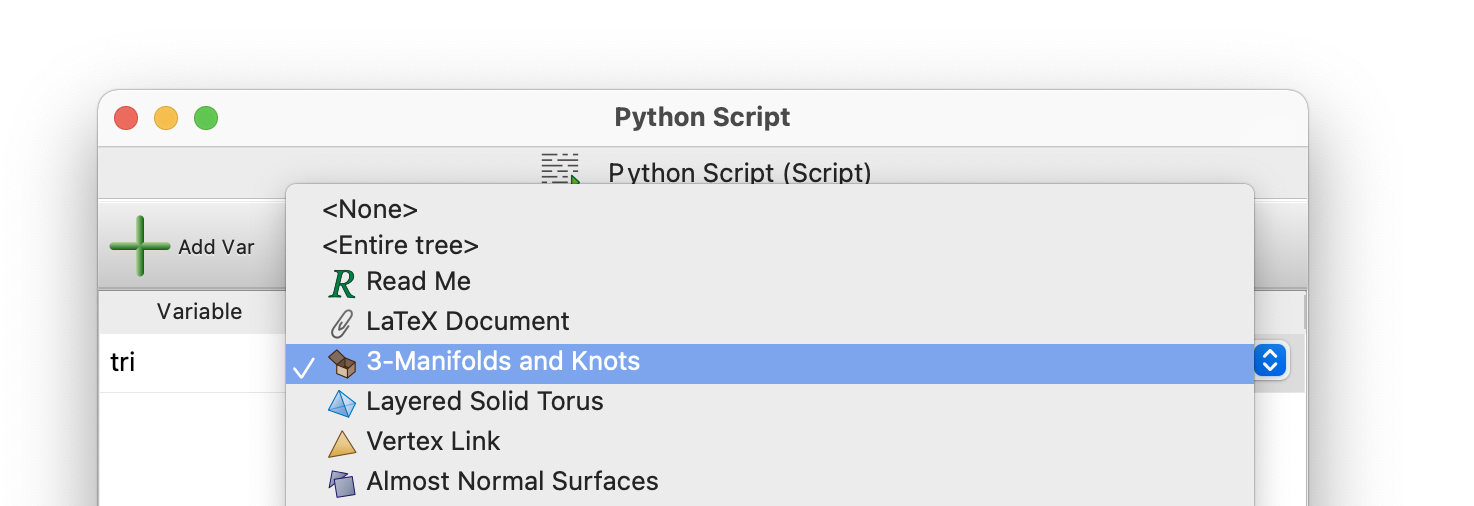 Python Script
Python Script (Script)
<None>
<Entire tree>
Add Var
Read Me
Variable
LaTeX Document
tri
3-Manifolds and Knots
Layered Solid Torus
Vertex Link
Almost Normal Surfaces